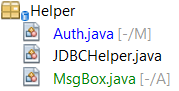 Helper
Auth.java [-/M]
JDBCHelper.java
MsgBox.java [-/A]